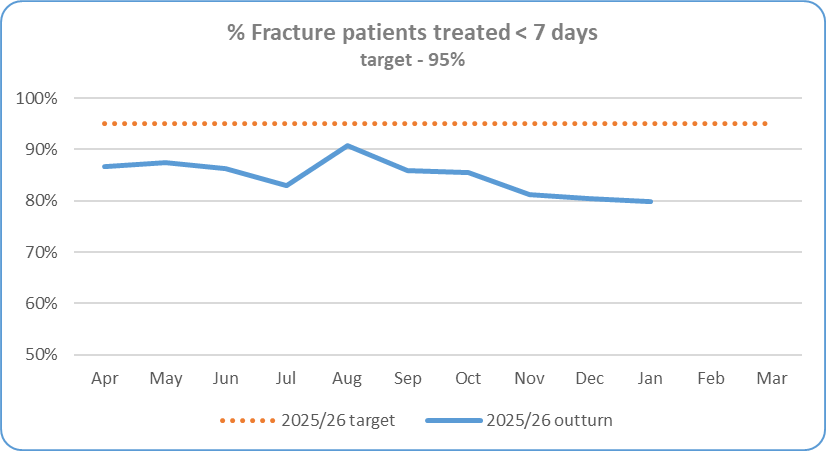 % Fracture patients treated < 7 days
target - 95%
100%
90%
80%
70%
60%
50%
Apr May Jun Jul Aug Sep Oct Nov Dec Jan Feb Mar
2025/26 target 2025/26 outturn